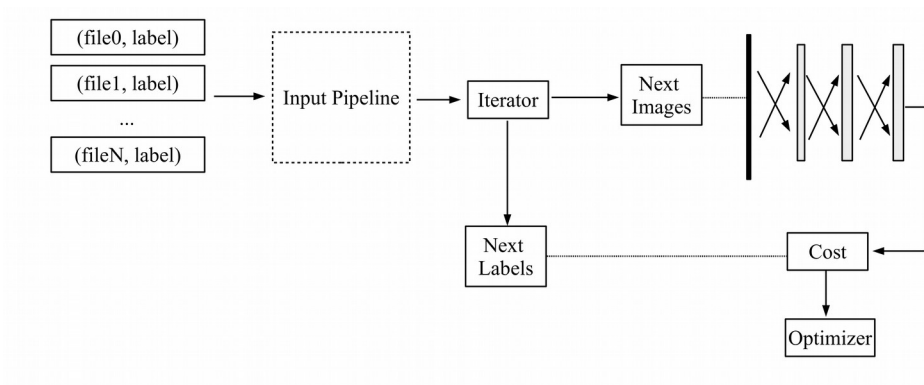 (file0, label)
(file1, label)
...
(fileN, label)
Input Pipeline
Iterator
Next
Images
Next
Labels
Cost
Optimizer